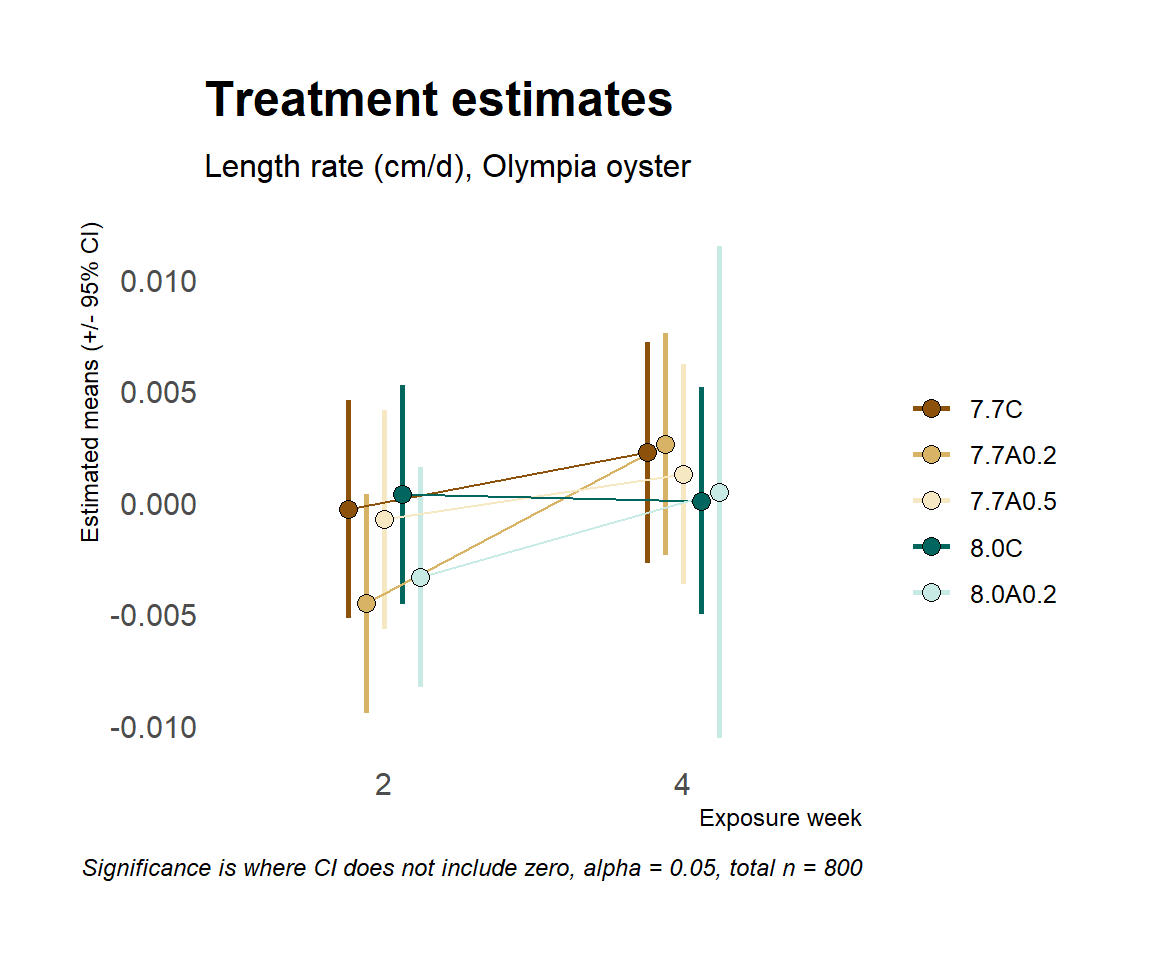 Treatment estimates
Length rate (cm/d), Olympia oyster
Estimated means (+/- 95% CI)
0.010
0.005
0.000
-0.005
-0.010
2
4
Exposure week
7.7C
7.7A0.2
7.7A0.5
8.0C
8.0A0.2
Significance is where CI does not include zero, alpha = 0.05, total n = 800